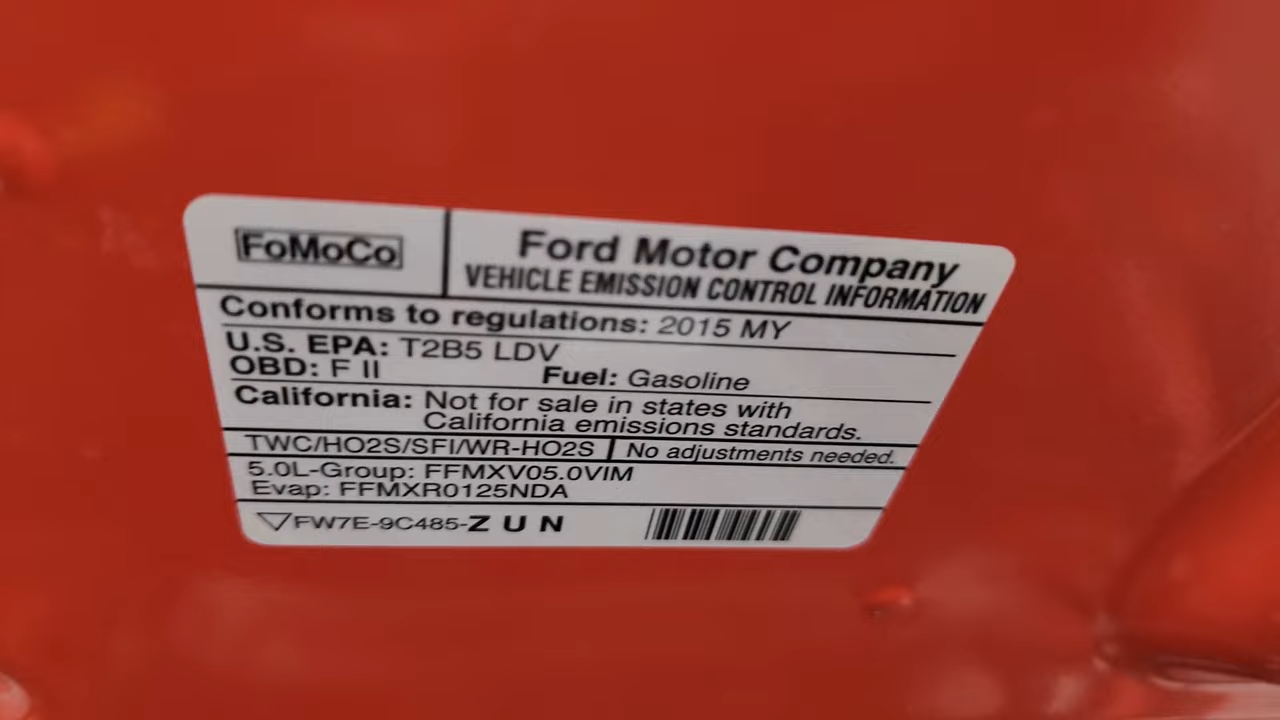 FoMoCo
Ford Motor Company
VEHICLE EMISSION CONTROL INFORMATION
Conforms to regulations: 2015 MY
U.S. EPA: T2B5 LDV
OBD: F II Fuel: Gasoline
California: Not for sale in states with
California emissions standards.
TWC/HO2S/SFI/WR-HO2S No adjustments needed.
5.0L-Group: FFMXV05.0VIM
Evap: FFMXR0125NDA
FW7E-9C485-ZUN